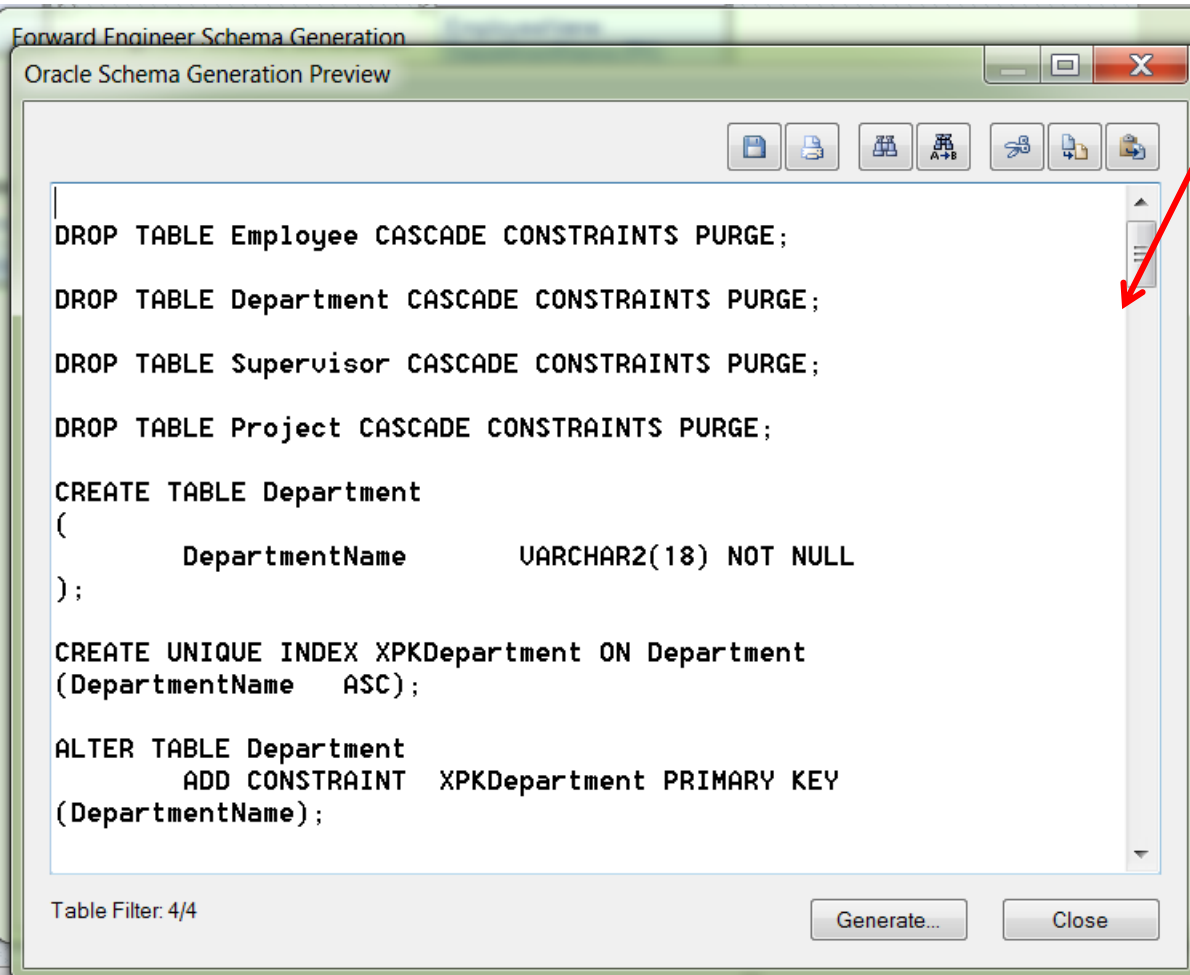 Forward Engineer Schema Generation
Oracle Schema Generation Preview
A→B
DROP TABLE Employee CASCADE CONSTRAINTS PURGE;
DROP TABLE Department CASCADE CONSTRAINTS PURGE;
DROP TABLE Supervisor CASCADE CONSTRAINTS PURGE;
DROP TABLE Project CASCADE CONSTRAINTS PURGE;
CREATE TABLE Department
(
DepartmentName VARCHAR2(18) NOT NULL
);
CREATE UNIQUE INDEX XPKDepartment ON Department
(DepartmentName ASC);
ALTER TABLE Department
ADD CONSTRAINT XPKDepartment PRIMARY KEY
(DepartmentName);
Table Filter: 4/4
Generate...
Close